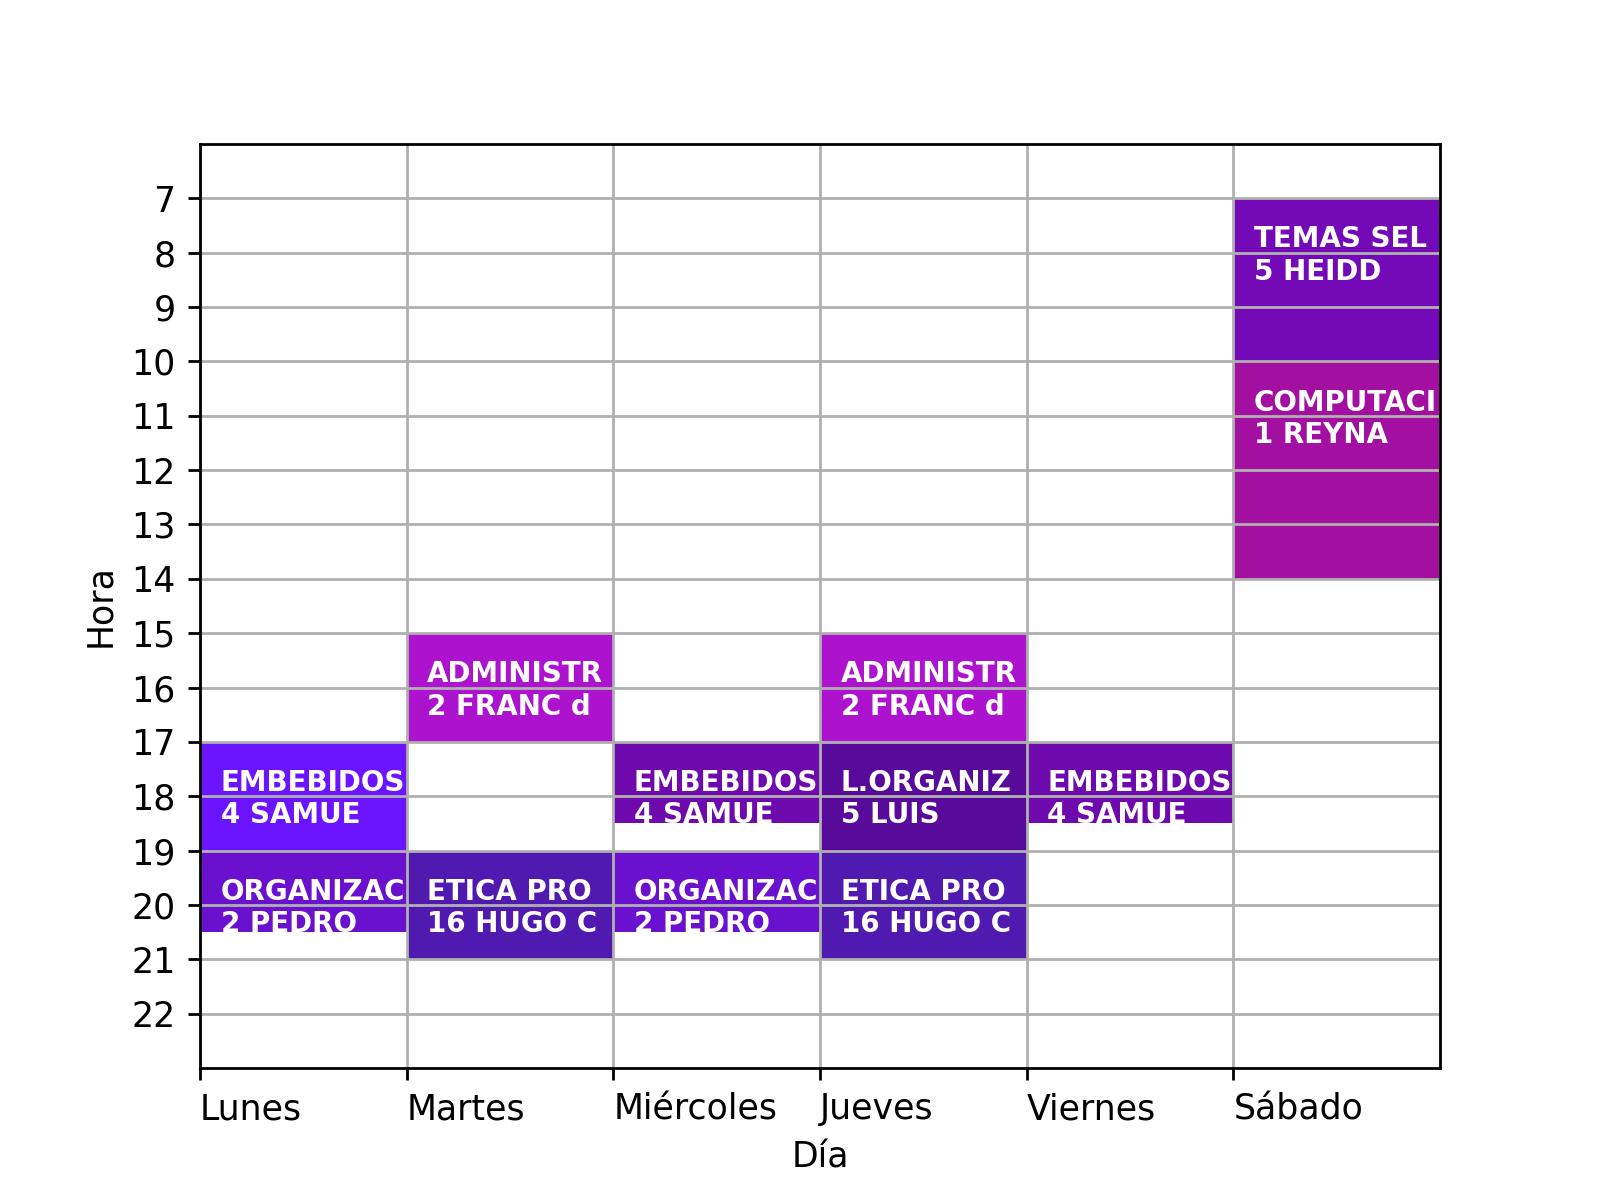 7
TEMAS SEL
8
5 HEIDD
9
10
COMPUTACI
11
1 REYNA
12
13
14
Hora
15
ADMINISTR
ADMINISTR
16
2 FRANC d
2 FRANC d
17
EMBEBIDOS
EMBEBIDOS
L.ORGANIZ
EMBEBIDOS
18
4 SAMUE
4 SAMUE
5 LUIS
4 SAMUE
19
ORGANIZAC
ETICA PRO
ORGANIZAC
ETICA PRO
20
2 PEDRO
16 HUGO C
2 PEDRO
16 HUGO C
21
22
Lunes
Martes
Miércoles
Jueves
Viernes
Sábado
Día